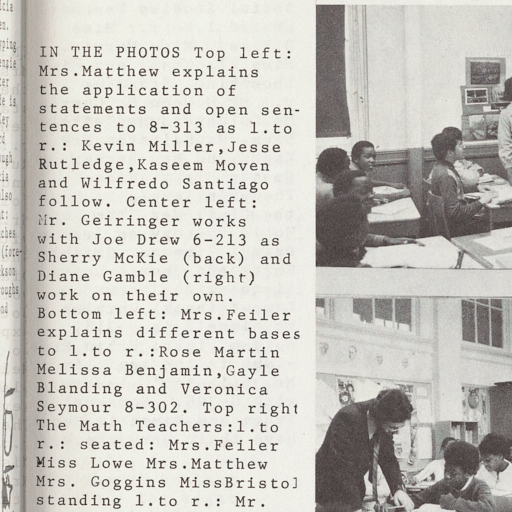 IN THE PHOTOS Top left:
Mrs.Matthew explains
the application of
statements and open sen-
tences to 8-313 as l.to
r.: Kevin Miller,Jesse
Rutledge,Kaseem Moven
and Wilfredo Santiago
follow. Center left:
Mr. Geiringer works
with Joe Drew 6-213 as
Sherry McKie (back) and
Diane Gamble (right)
work on their own.
Bottom left: Mrs.Feiler
explains different bases
to l.to r.:Rose Martin
Melissa Benjamin,Gayle
Blanding and Veronica
Seymour 8-302. Top right
The Math Teachers:l.to
r.: seated: Mrs.Feiler
Miss Lowe Mrs.Matthew
Mrs. Goggins MissBristol
standing l.to r.: Mr.